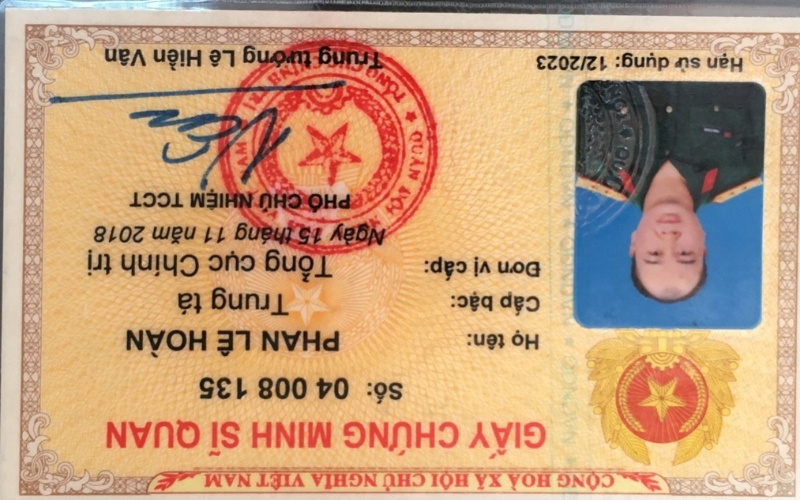 CỘNG HOÀ XÃ HỘI CHỦ NGHĨA VIỆT NAM
GIẤY CHỨNG MINH SĨ QUAN
Số: 04 008 135
Họ tên: PHAN LÊ HOÀN
Cấp bậc: Trung tá
Đơn vị cấp: Tổng cục Chính trị
Ngày 15 tháng 11 năm 2018
PHÓ CHỦ NHIỆM TCCT
Trung tướng Lê Hiền Vân
Hạn sử dụng: 12/2023